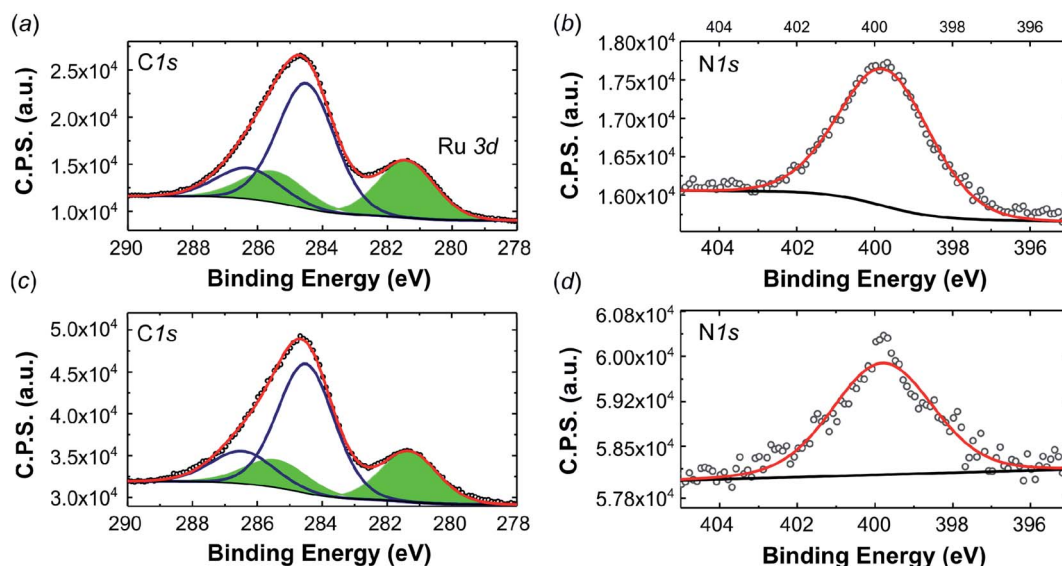 (a)
C1s
Ru 3d
2.5x10⁴
2.0x10⁴
1.5x10⁴
1.0x10⁴
C.P.S. (a.u.)
290 288 286 284 282 280 278
Binding Energy (eV)
(b)
404 402 400 398 396
N1s
1.80x10⁴
1.77x10⁴
1.65x10⁴
1.60x10⁴
C.P.S. (a.u.)
404 402 400 398 396
Binding Energy (eV)
(c)
C1s
5.0x10⁴
4.5x10⁴
4.0x10⁴
3.5x10⁴
3.0x10⁴
C.P.S. (a.u.)
290 288 286 284 282 280 278
Binding Energy (eV)
(d)
N1s
6.08x10⁴
6.00x10⁴
5.92x10⁴
5.85x10⁴
5.78x10⁴
C.P.S. (a.u.)
404 402 400 398 396
Binding Energy (eV)